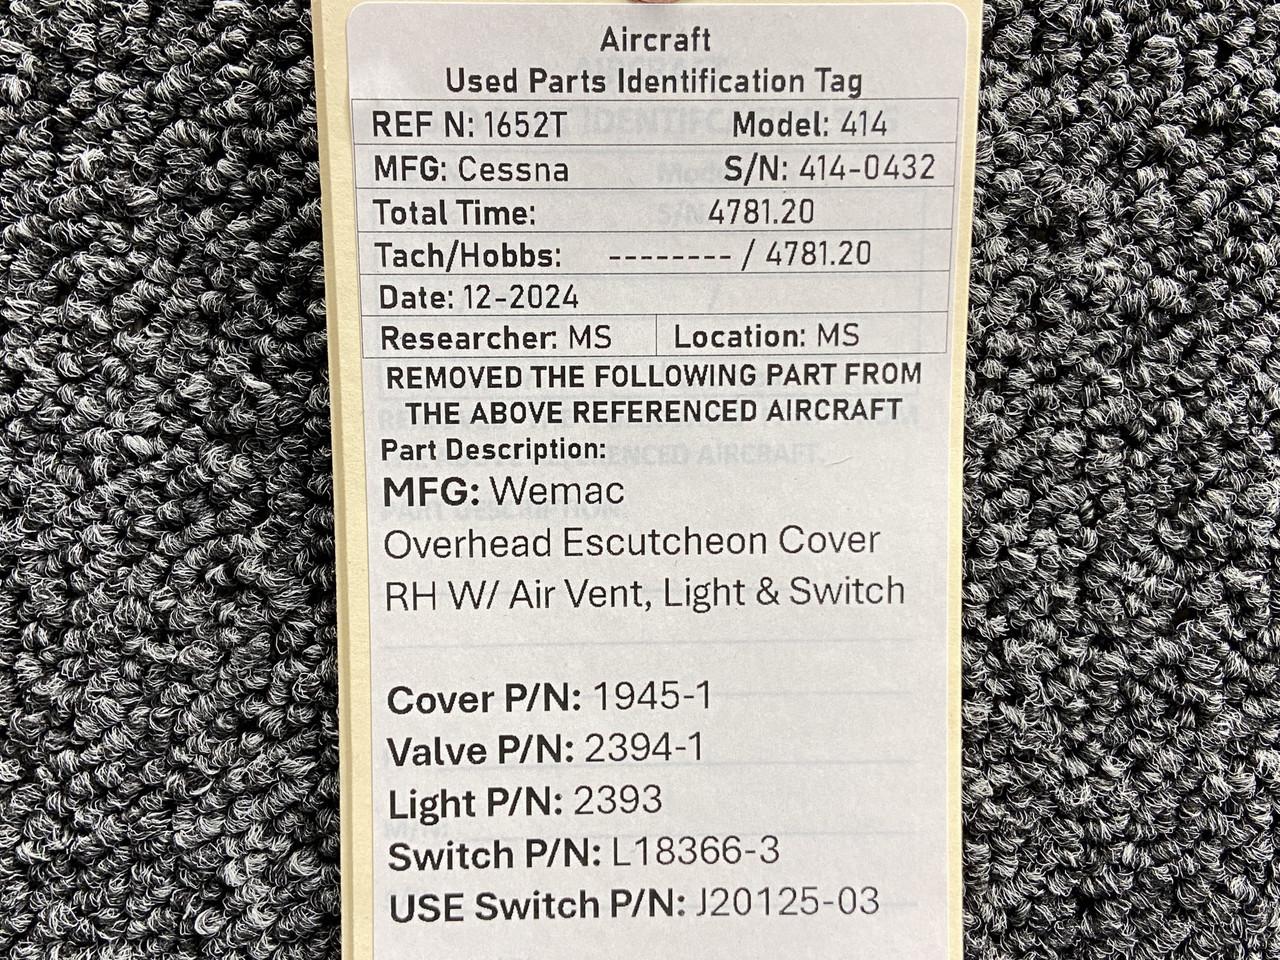 Aircraft
Used Parts Identification Tag
REF N: 1652T Model: 414
MFG: Cessna S/N: 414-0432
Total Time: 4781.20
Tach/Hobbs: -------- / 4781.20
Date: 12-2024
Researcher: MS Location: MS
REMOVED THE FOLLOWING PART FROM
THE ABOVE REFERENCED AIRCRAFT
Part Description:
MFG: Wemac
Overhead Escutcheon Cover
RH W/ Air Vent, Light & Switch
Cover P/N: 1945-1
Valve P/N: 2394-1
Light P/N: 2393
Switch P/N: L18366-3
USE Switch P/N: J20125-03